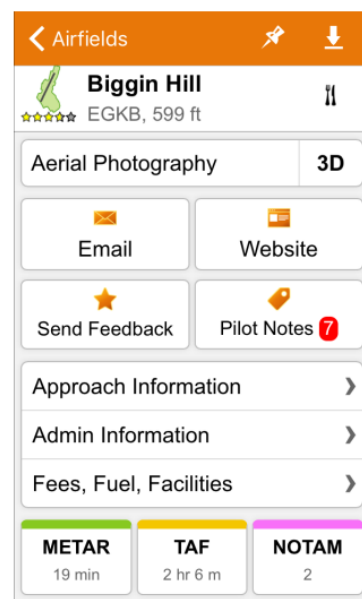 Airfields
Biggin Hill
EGKB, 599 ft
Aerial Photography 3D
Email Website
Send Feedback Pilot Notes 7
Approach Information
Admin Information
Fees, Fuel, Facilities
METAR TAF NOTAM
19 min 2 hr 6 m 2